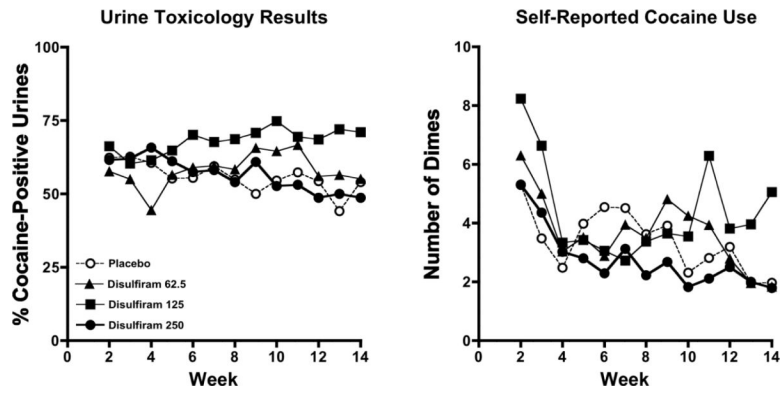 Urine Toxicology Results
% Cocaine-Positive Urines
100
75
50
25
0
Placebo
Disulfiram 62.5
Disulfiram 125
Disulfiram 250
0 2 4 6 8 10 12 14
Week
Self-Reported Cocaine Use
Number of Dimes
10
8
6
4
2
0
0 2 4 6 8 10 12 14
Week